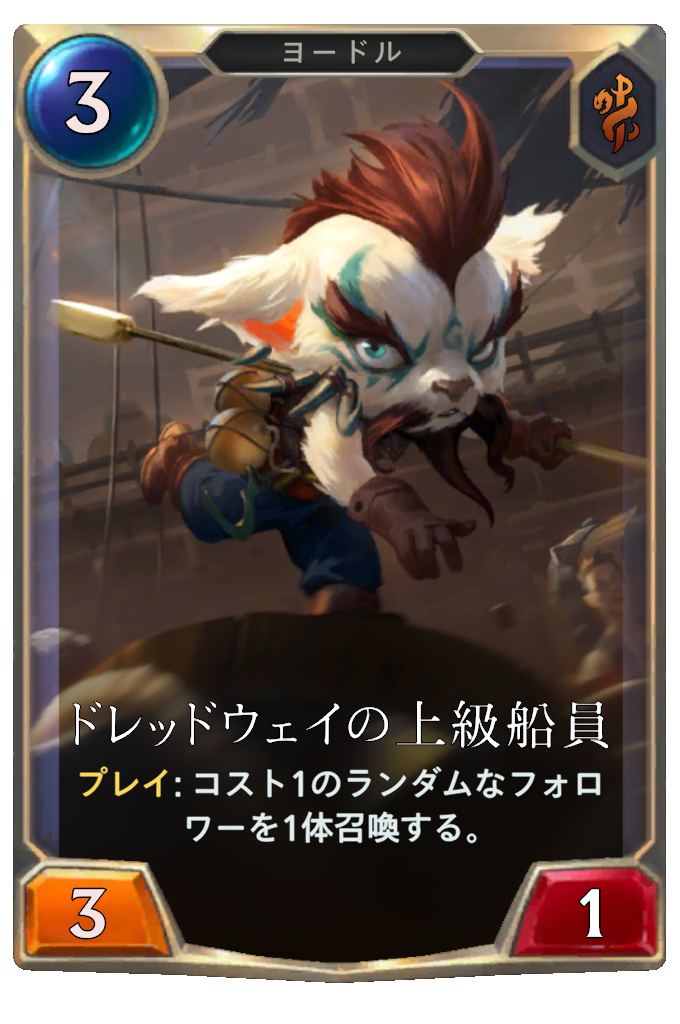 ヨードル
3
ドレッドウェイの上級船員
プレイ: コスト1のランダムなフォロ
ワーを1体召喚する。
3
1